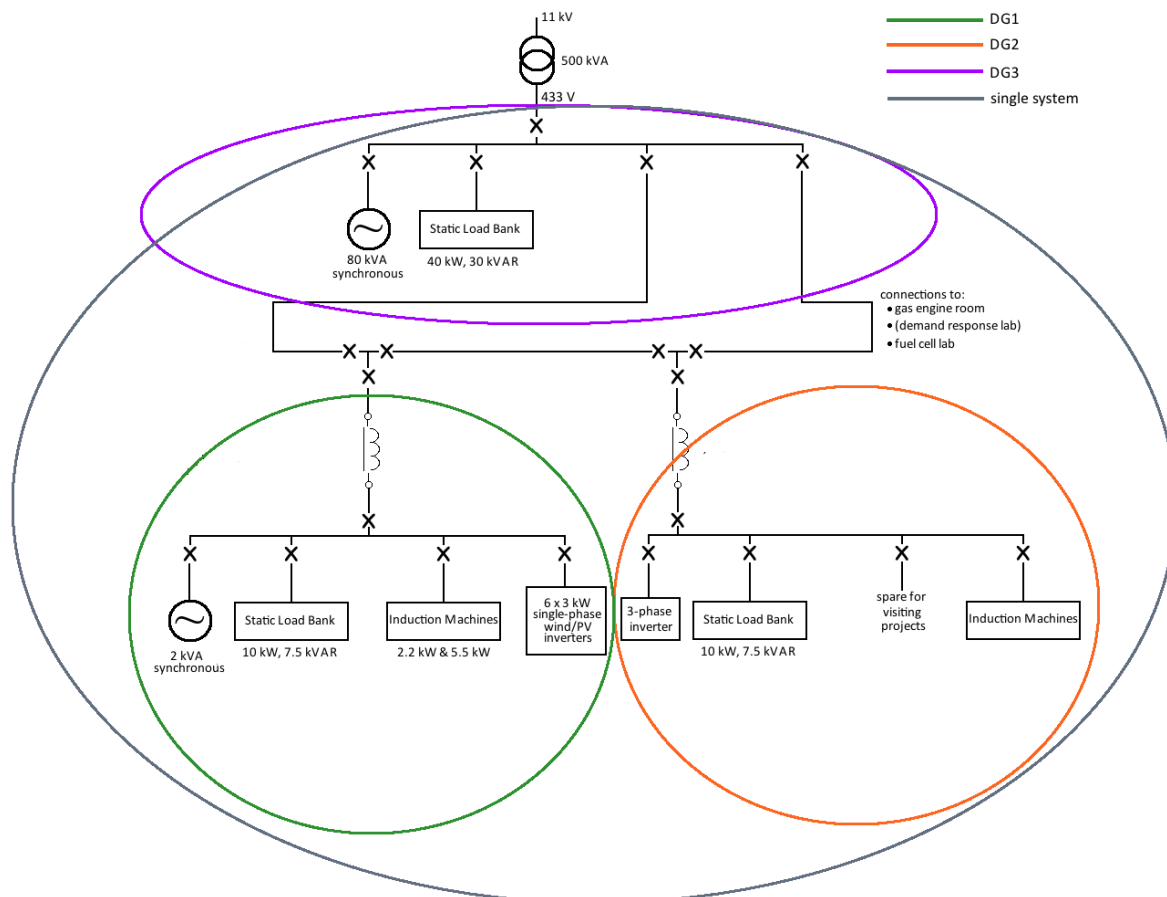 11 kV
500 kVA
433 V
DG1
DG2
DG3
single system
80 kVA
synchronous
Static Load Bank
40 kW, 30 kVAR
connections to:
• gas engine room
• (demand response lab)
• fuel cell lab
2 kVA
synchronous
Static Load Bank
10 kW, 7.5 kVAR
Induction Machines
2.2 kW & 5.5 kW
6 x 3 kW
single-phase
wind/PV
inverters
3-phase
inverter
Static Load Bank
10 kW, 7.5 kVAR
spare for
visiting
projects
Induction Machines